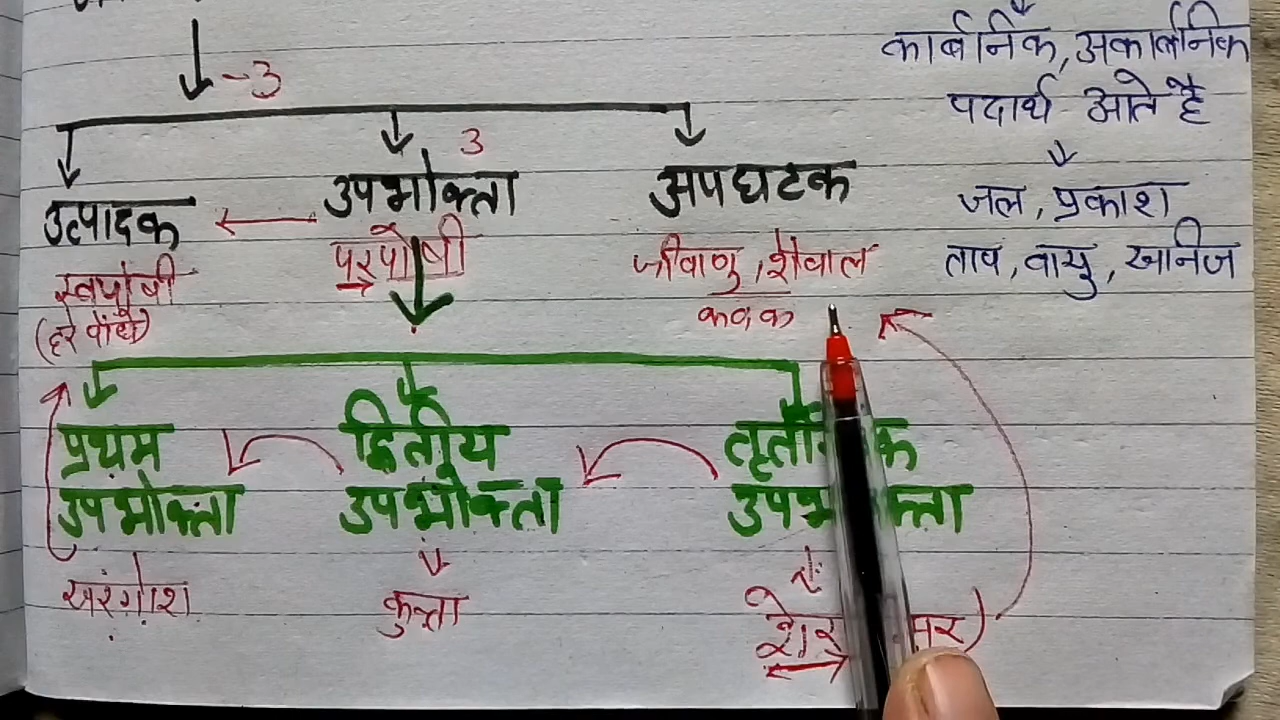 कार्बनिक, अकार्बनिक
पदार्थ आते है
जल, प्रकाश
ताप, वायु, खनिज
-3
3
उत्पादक
उपभोक्ता
अपघटक
स्वपोषी
(हरे पौधे)
परपोषी
जीवाणु, शैवाल
कवक
प्रथम
उपभोक्ता
द्वितीय
उपभोक्ता
उपभोक्ता
खरगोश
कुत्ता
शेर